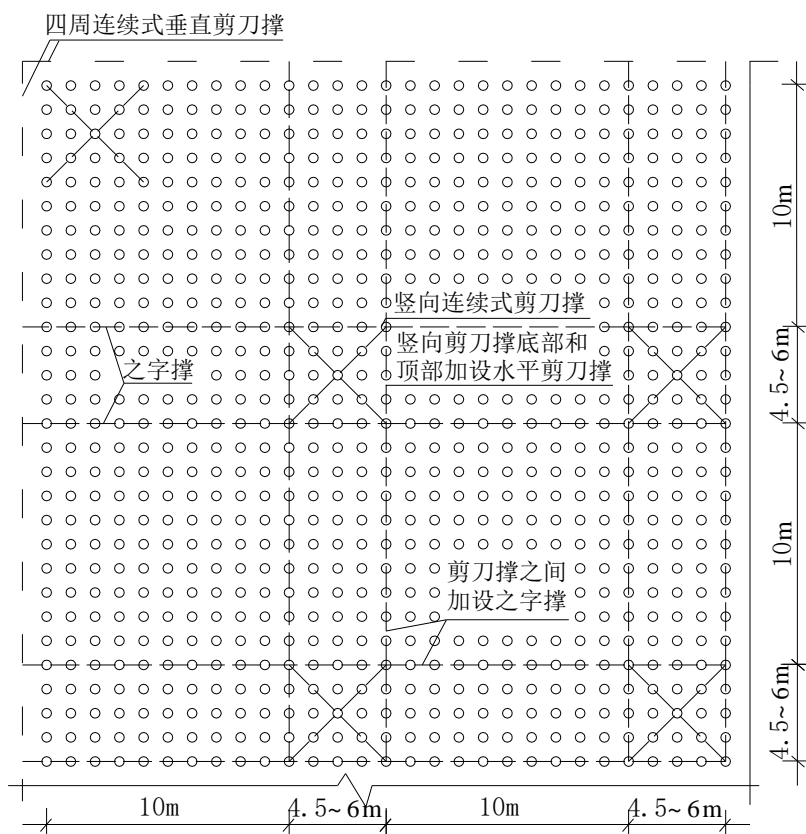 四周连续式垂直剪刀撑
10m
竖向连续式剪刀撑
竖向剪刀撑底部和
顶部加设水平剪刀撑
之字撑
4.5~6m
10m
剪刀撑之间
加设之字撑
4.5~6m
10m
4.5~6m
10m
4.5~6m